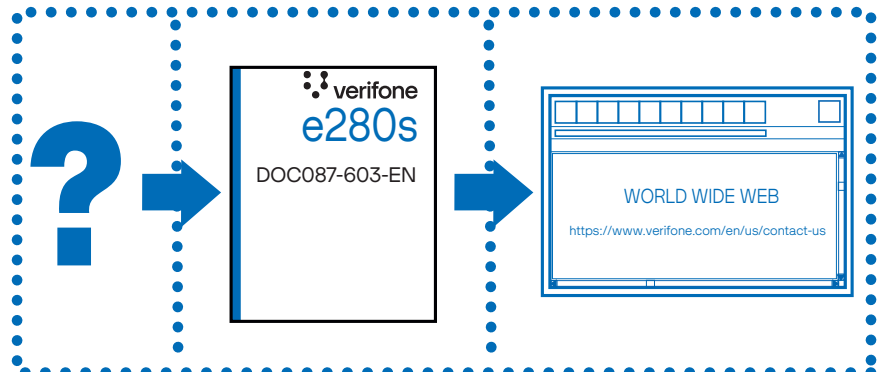 ?
verifone
e280s
DOC087-603-EN
WORLD WIDE WEB
https://www.verifone.com/en/us/contact-us